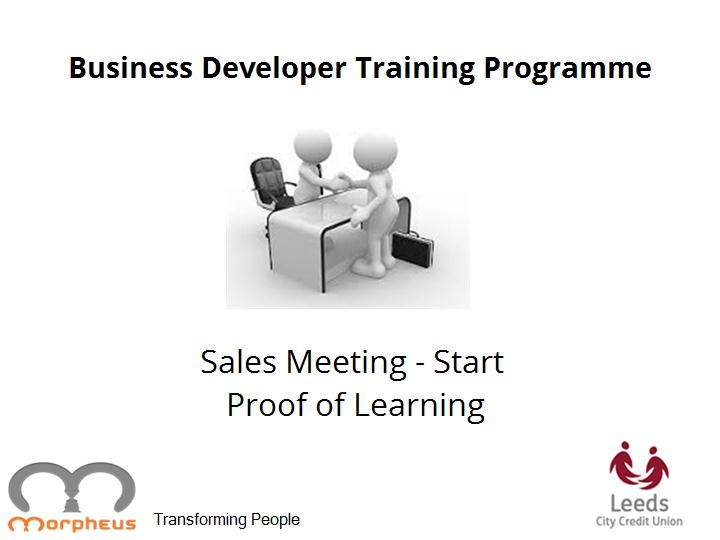 Business Developer Training Programme
Sales Meeting - Start
Proof of Learning
morpheus
Transforming People
Leeds
City Credit Union